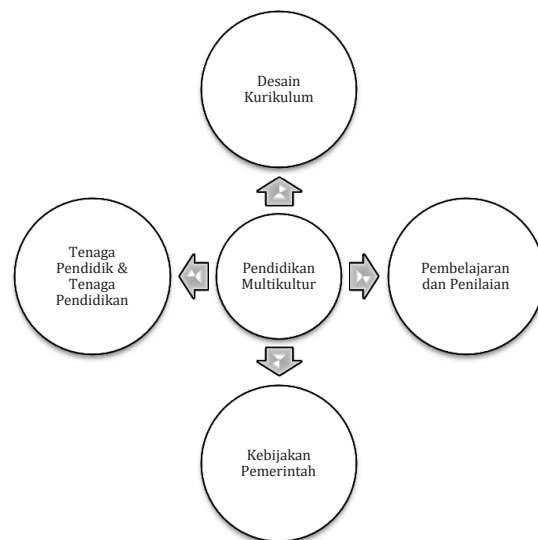 Desain
Kurikulum
Tenaga
Pendidik &
Tenaga
Pendidikan
Pendidikan
Multikultur
Pembelajaran
dan Penilaian
Kebijakan
Pemerintah